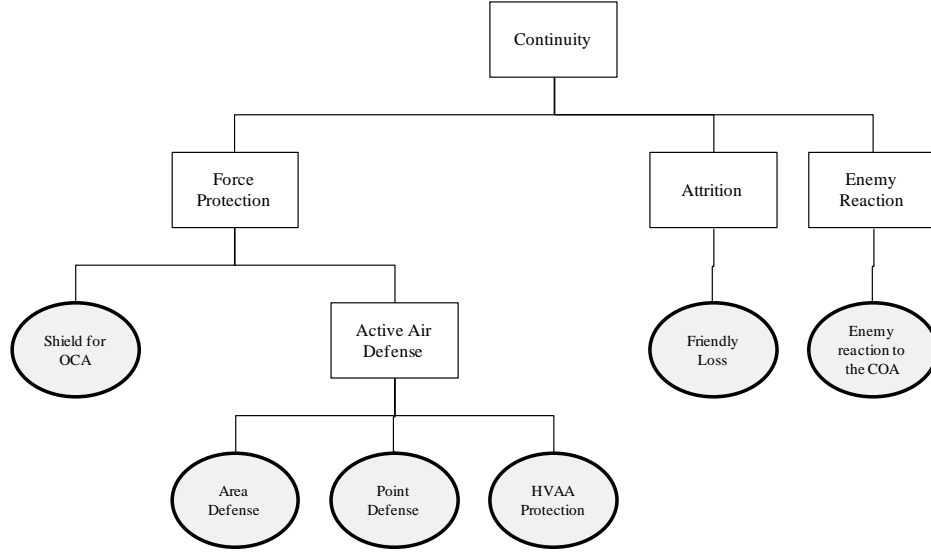 Continuity
Force
Protection
Attrition
Enemy
Reaction
Shield for
OCA
Active Air
Defense
Friendly
Loss
Enemy
reaction to
the COA
Area
Defense
Point
Defense
HVAA
Protection